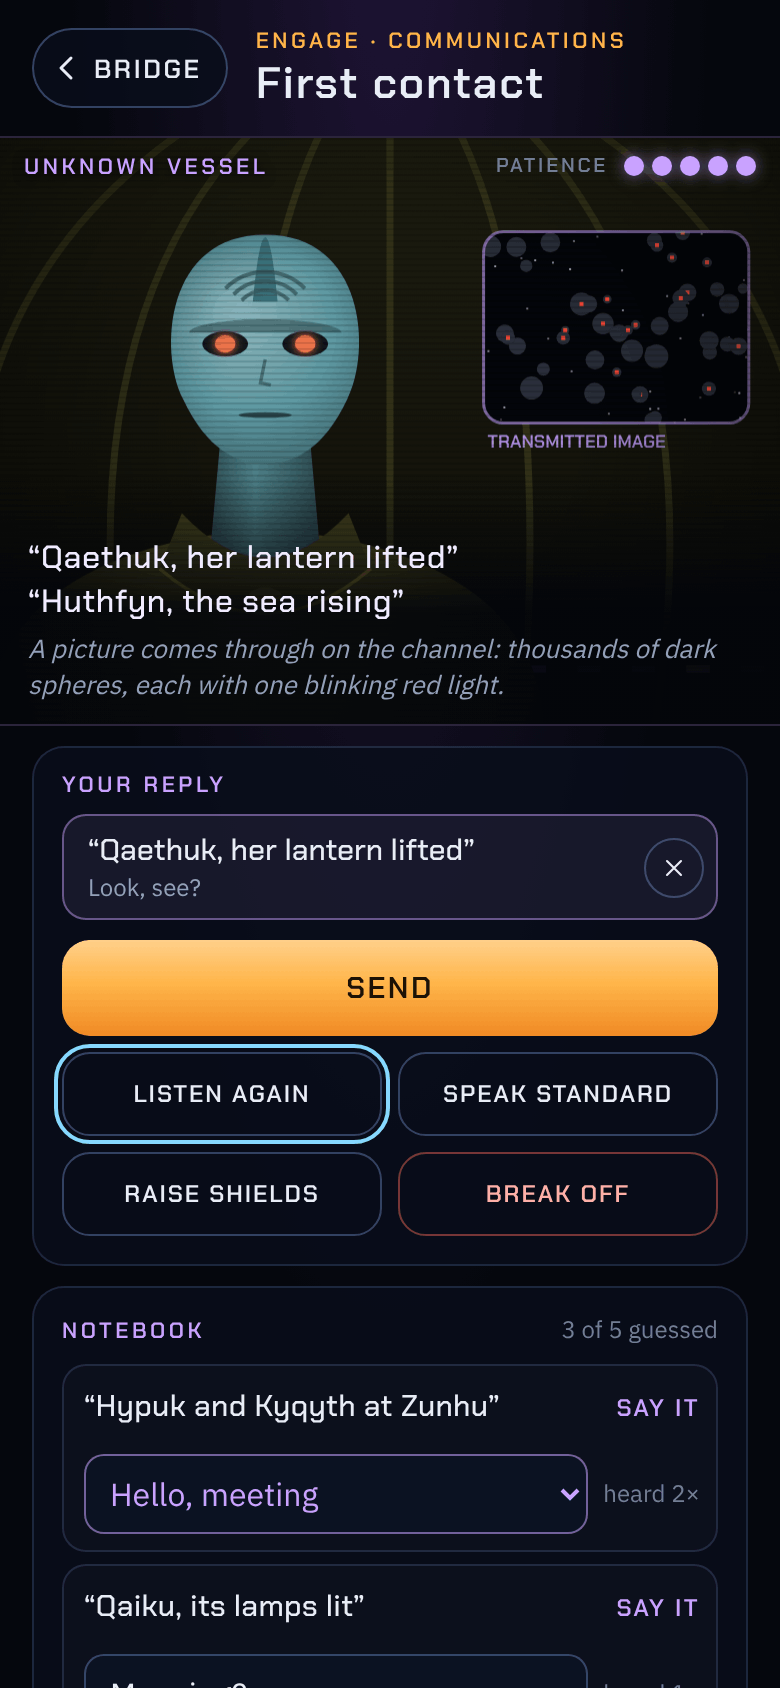 BRIDGE
ENGAGE · COMMUNICATIONS
First contact
UNKNOWN VESSEL
PATIENCE
TRANSMITTED IMAGE
“Qaethuk, her lantern lifted”
“Huthfyn, the sea rising”
A picture comes through on the channel: thousands of dark
spheres, each with one blinking red light.
YOUR REPLY
“Qaethuk, her lantern lifted”
Look, see?
SEND
LISTEN AGAIN
SPEAK STANDARD
RAISE SHIELDS
BREAK OFF
NOTEBOOK
3 of 5 guessed
“Hypuk and Kyqyth at Zunhu”
SAY IT
Hello, meeting
heard 2×
“Qaiku, its lamps lit”
SAY IT